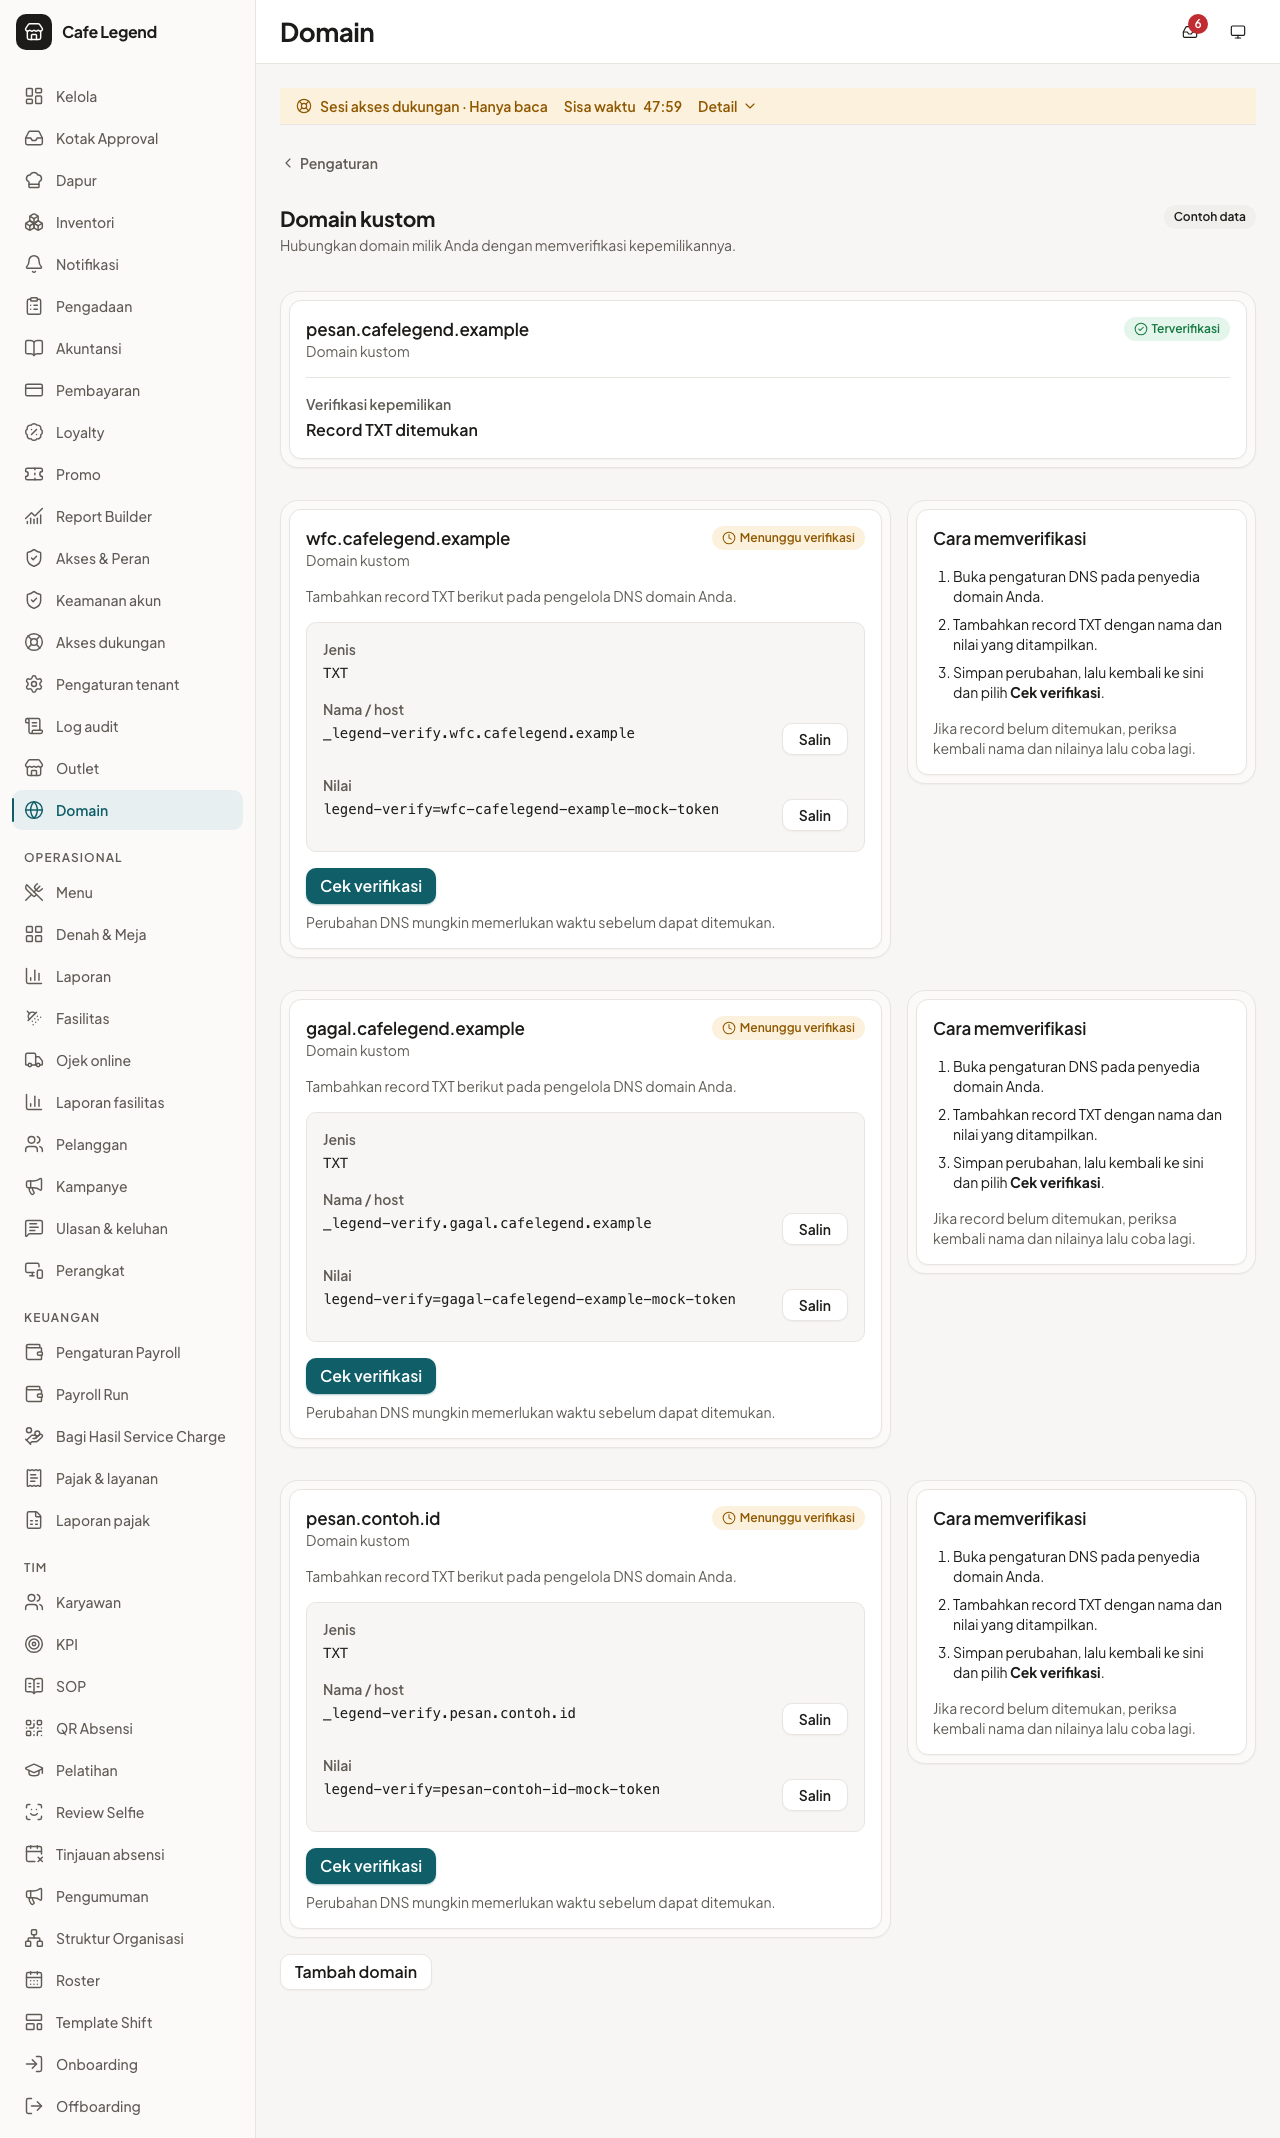 Cafe Legend
Kelola
Kotak Approval
Dapur
Inventori
Notifikasi
Pengadaan
Akuntansi
Pembayaran
Loyalty
Promo
Report Builder
Akses & Peran
Keamanan akun
Akses dukungan
Pengaturan tenant
Log audit
Outlet
Domain
OPERASIONAL
Menu
Denah & Meja
Laporan
Fasilitas
Ojek online
Laporan fasilitas
Pelanggan
Kampanye
Ulasan & keluhan
Perangkat
KEUANGAN
Pengaturan Payroll
Payroll Run
Bagi Hasil Service Charge
Pajak & layanan
Laporan pajak
TIM
Karyawan
KPI
SOP
QR Absensi
Pelatihan
Review Selfie
Tinjauan absensi
Pengumuman
Struktur Organisasi
Roster
Template Shift
Onboarding
Offboarding
Domain
6
Sesi akses dukungan · Hanya baca Sisa waktu 47:59 Detail
Pengaturan
Domain kustom
Contoh data
Hubungkan domain milik Anda dengan memverifikasi kepemilikannya.
pesan.cafelegend.example
Terverifikasi
Domain kustom
Verifikasi kepemilikan
Record TXT ditemukan
wfc.cafelegend.example
Menunggu verifikasi
Domain kustom
Tambahkan record TXT berikut pada pengelola DNS domain Anda.
Jenis
TXT
Nama / host
_legend-verify.wfc.cafelegend.example
Salin
Nilai
legend-verify=wfc-cafelegend-example-mock-token
Salin
Cek verifikasi
Perubahan DNS mungkin memerlukan waktu sebelum dapat ditemukan.
Cara memverifikasi
1. Buka pengaturan DNS pada penyedia
domain Anda.
2. Tambahkan record TXT dengan nama dan
nilai yang ditampilkan.
3. Simpan perubahan, lalu kembali ke sini
dan pilih Cek verifikasi.
Jika record belum ditemukan, periksa
kembali nama dan nilainya lalu coba lagi.
gagal.cafelegend.example
Menunggu verifikasi
Domain kustom
Tambahkan record TXT berikut pada pengelola DNS domain Anda.
Jenis
TXT
Nama / host
_legend-verify.gagal.cafelegend.example
Salin
Nilai
legend-verify=gagal-cafelegend-example-mock-token
Salin
Cek verifikasi
Perubahan DNS mungkin memerlukan waktu sebelum dapat ditemukan.
Cara memverifikasi
1. Buka pengaturan DNS pada penyedia
domain Anda.
2. Tambahkan record TXT dengan nama dan
nilai yang ditampilkan.
3. Simpan perubahan, lalu kembali ke sini
dan pilih Cek verifikasi.
Jika record belum ditemukan, periksa
kembali nama dan nilainya lalu coba lagi.
pesan.contoh.id
Menunggu verifikasi
Domain kustom
Tambahkan record TXT berikut pada pengelola DNS domain Anda.
Jenis
TXT
Nama / host
_legend-verify.pesan.contoh.id
Salin
Nilai
legend-verify=pesan-contoh-id-mock-token
Salin
Cek verifikasi
Perubahan DNS mungkin memerlukan waktu sebelum dapat ditemukan.
Cara memverifikasi
1. Buka pengaturan DNS pada penyedia
domain Anda.
2. Tambahkan record TXT dengan nama dan
nilai yang ditampilkan.
3. Simpan perubahan, lalu kembali ke sini
dan pilih Cek verifikasi.
Jika record belum ditemukan, periksa
kembali nama dan nilainya lalu coba lagi.
Tambah domain